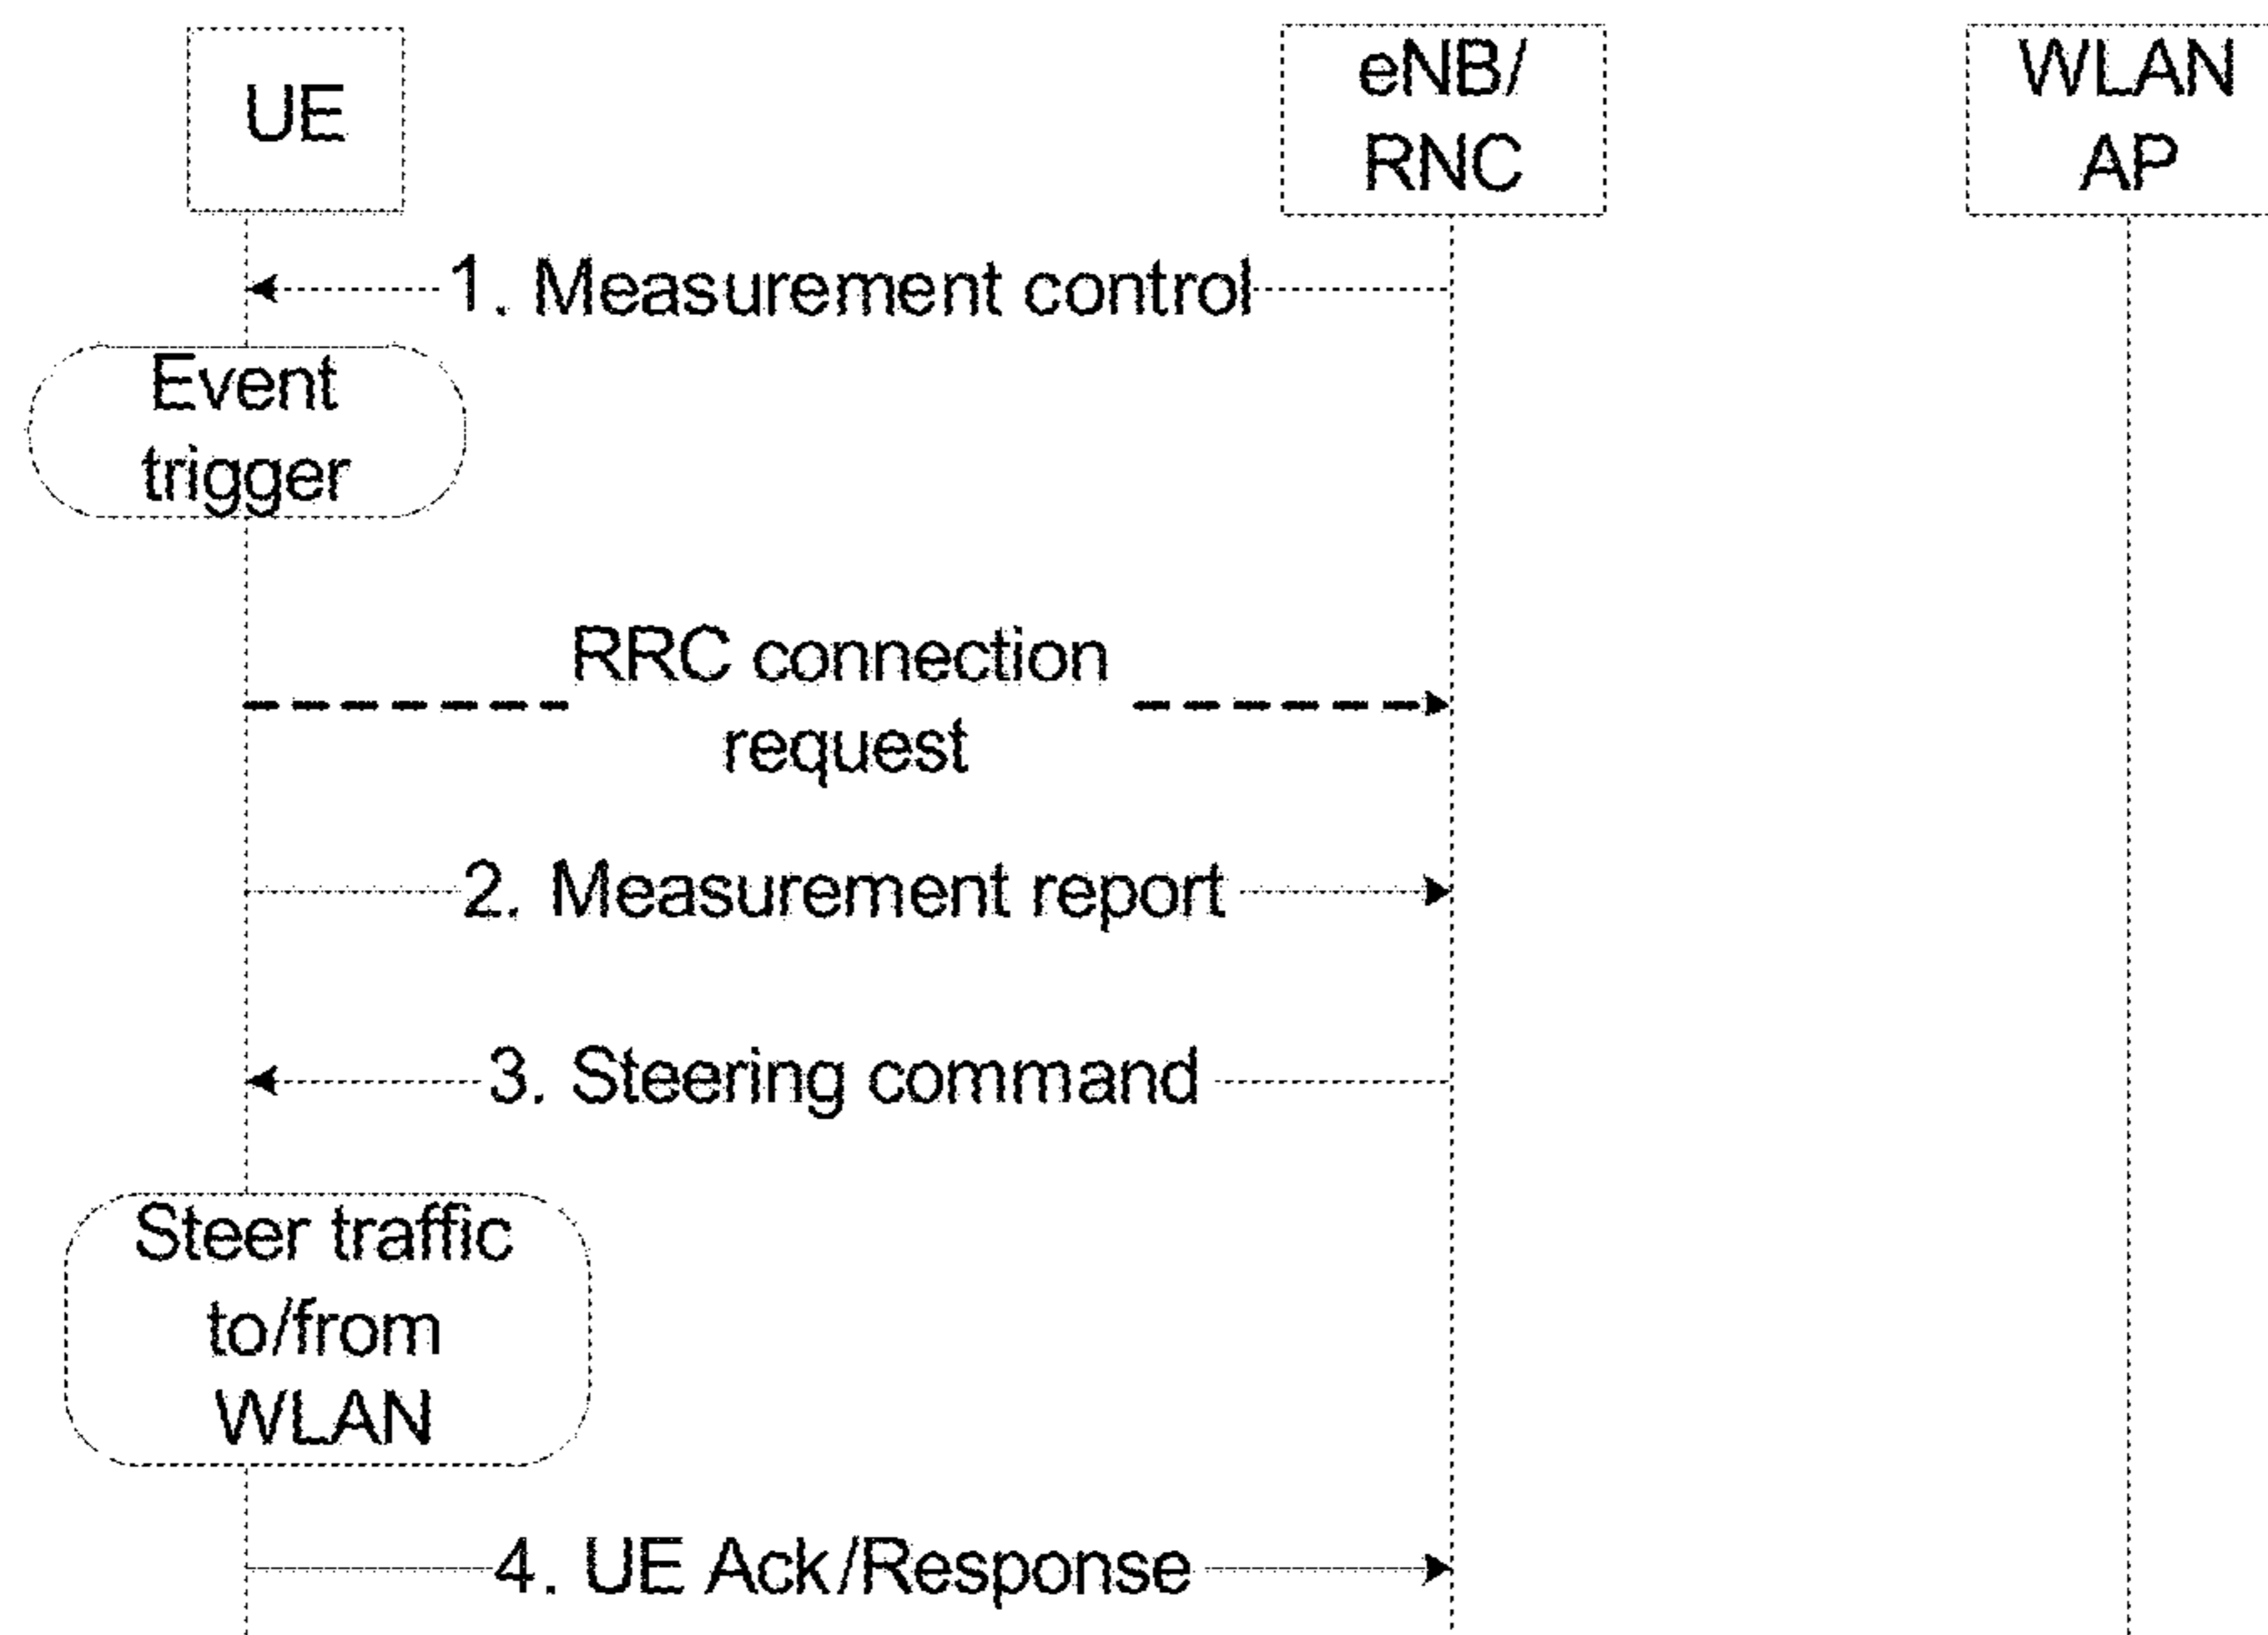 UE
eNB/
RNC
WLAN
AP
1. Measurement control
Event
trigger
RRC connection
request
2. Measurement report
3. Steering command
Steer traffic
to/from
WLAN
4. UE Ack/Response